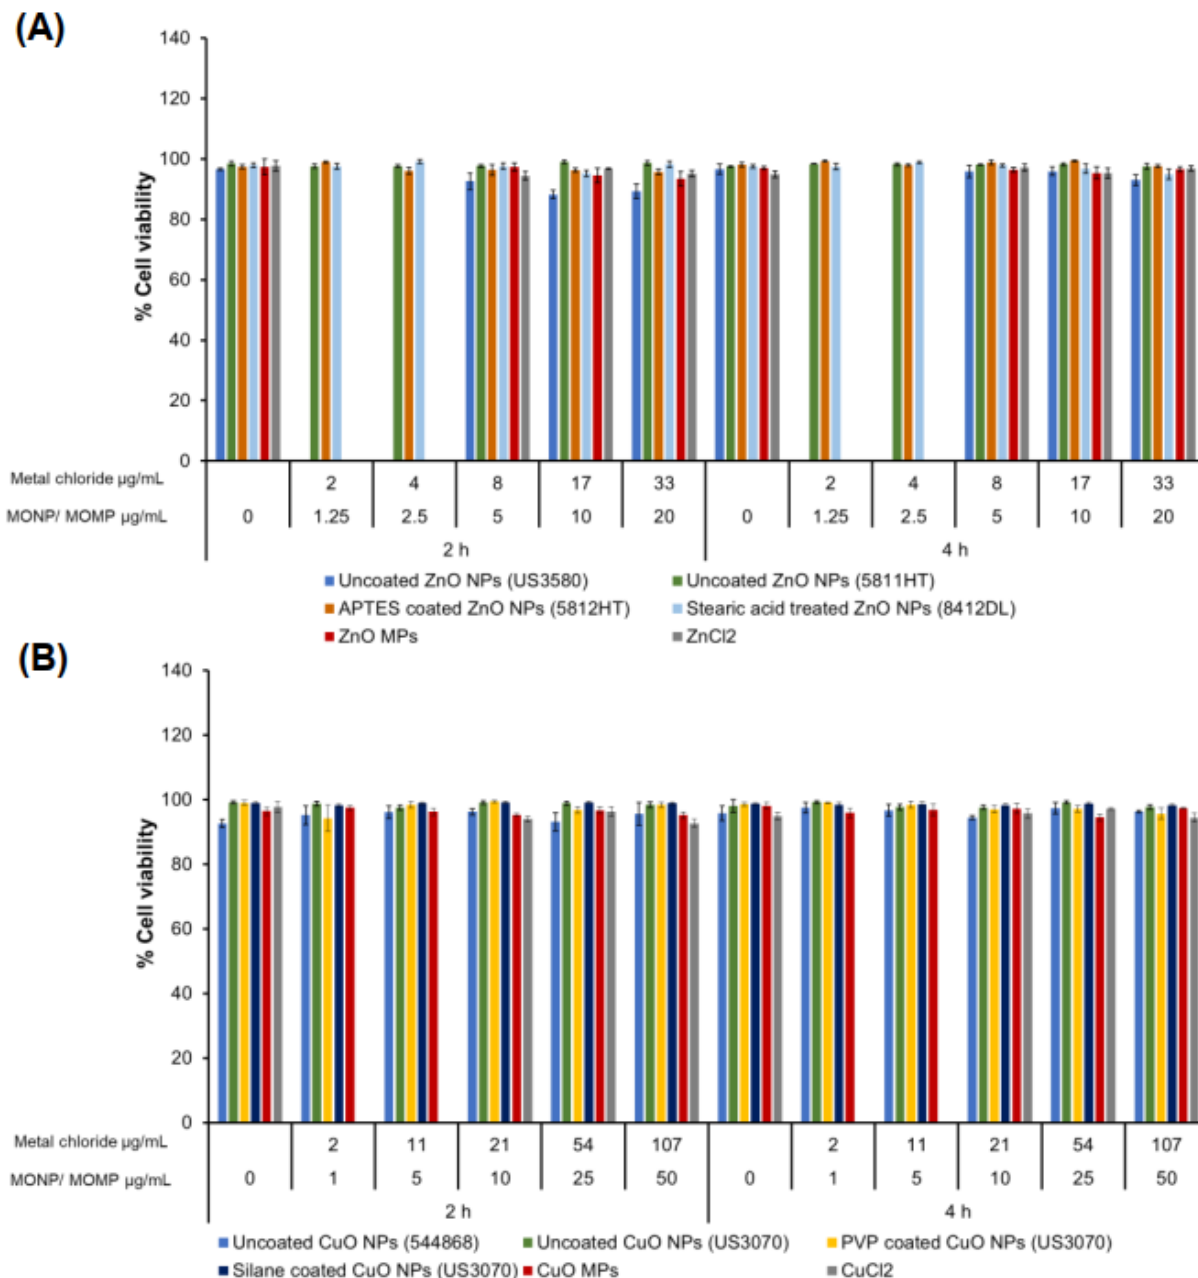 (A)
140
120
100
80
60
40
20
0
% Cell viability
Metal chloride µg/mL 2 4 8 17 33 2 4 8 17 33
MONP/ MOMP µg/mL 0 1.25 2.5 5 10 20 0 1.25 2.5 5 10 20
2 h 4 h
Uncoated ZnO NPs (US3580) Uncoated ZnO NPs (5811HT)
APTES coated ZnO NPs (5812HT) Stearic acid treated ZnO NPs (8412DL)
ZnO MPs ZnCl2
(B)
140
120
100
80
60
40
20
0
% Cell viability
Metal chloride µg/mL 2 11 21 54 107 2 11 21 54 107
MONP/ MOMP µg/mL 0 1 5 10 25 50 0 1 5 10 25 50
2 h 4 h
Uncoated CuO NPs (544868) Uncoated CuO NPs (US3070) PVP coated CuO NPs (US3070)
Silane coated CuO NPs (US3070) CuO MPs CuCl2